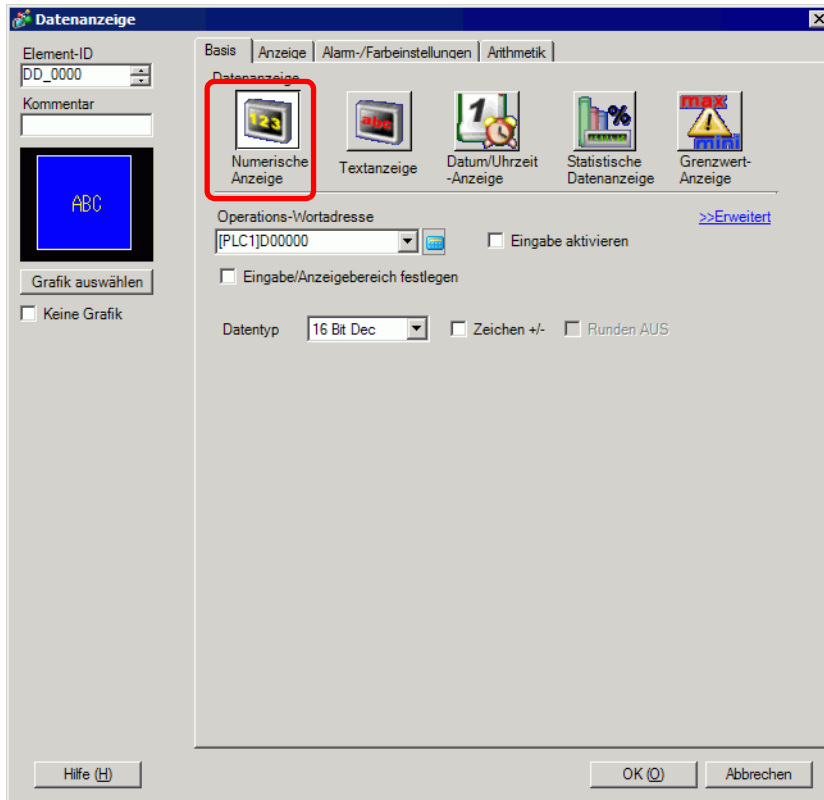 Datenanzeige
Element-ID
DD_0000
Kommentar
ABC
Grafik auswählen
Keine Grafik
Basis Anzeige Alarm-/Farbeinstellungen Arithmetik
Datenanzeige
123 abc 1 % max mini
Numerische Anzeige
Textanzeige
Datum/Uhrzeit -Anzeige
Statistische Datenanzeige
Grenzwert- Anzeige
Operations-Wortadresse >>Erweitert
[PLC1]D00000 Eingabe aktivieren
Eingabe/Anzeigebereich festlegen
Datentyp 16 Bit Dec Zeichen +/- Runden AUS
Hilfe (H) OK (O) Abbrechen